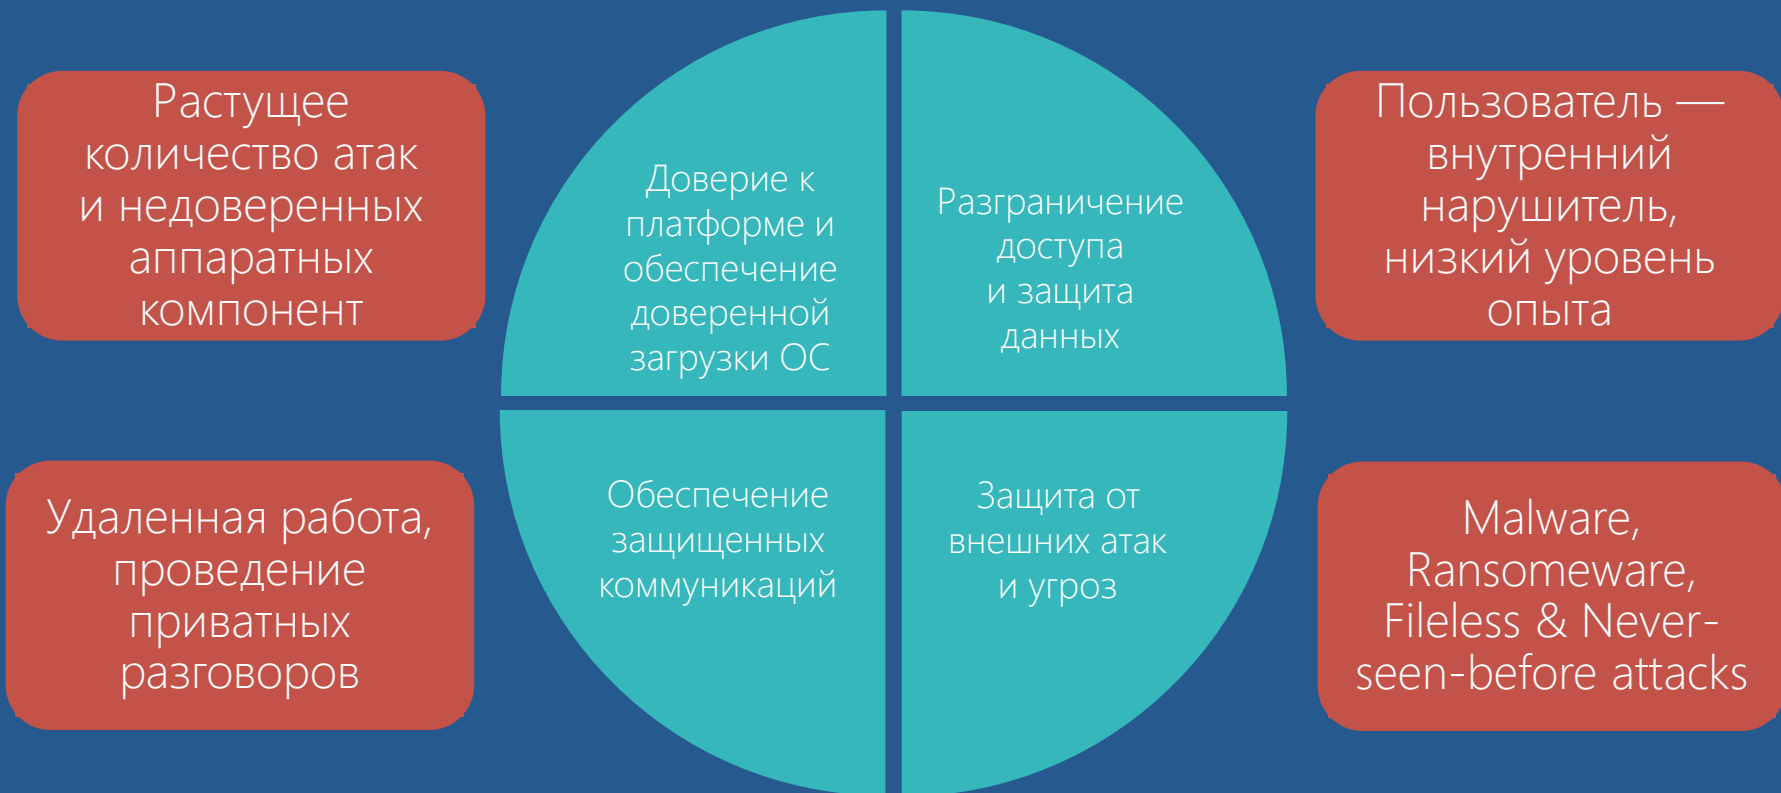 Растущее
количество атак
и недоверенных
аппаратных
компонент
Доверие к
платформе и
обеспечение
доверенной
загрузки ОС
Разграничение
доступа
и защита
данных
Пользователь —
внутренний
нарушитель,
низкий уровень
опыта
Удаленная работа,
проведение
приватных
разговоров
Обеспечение
защищенных
коммуникаций
Защита от
внешних атак
и угроз
Malware,
Ransomeware,
Fileless & Never-
seen-before attacks